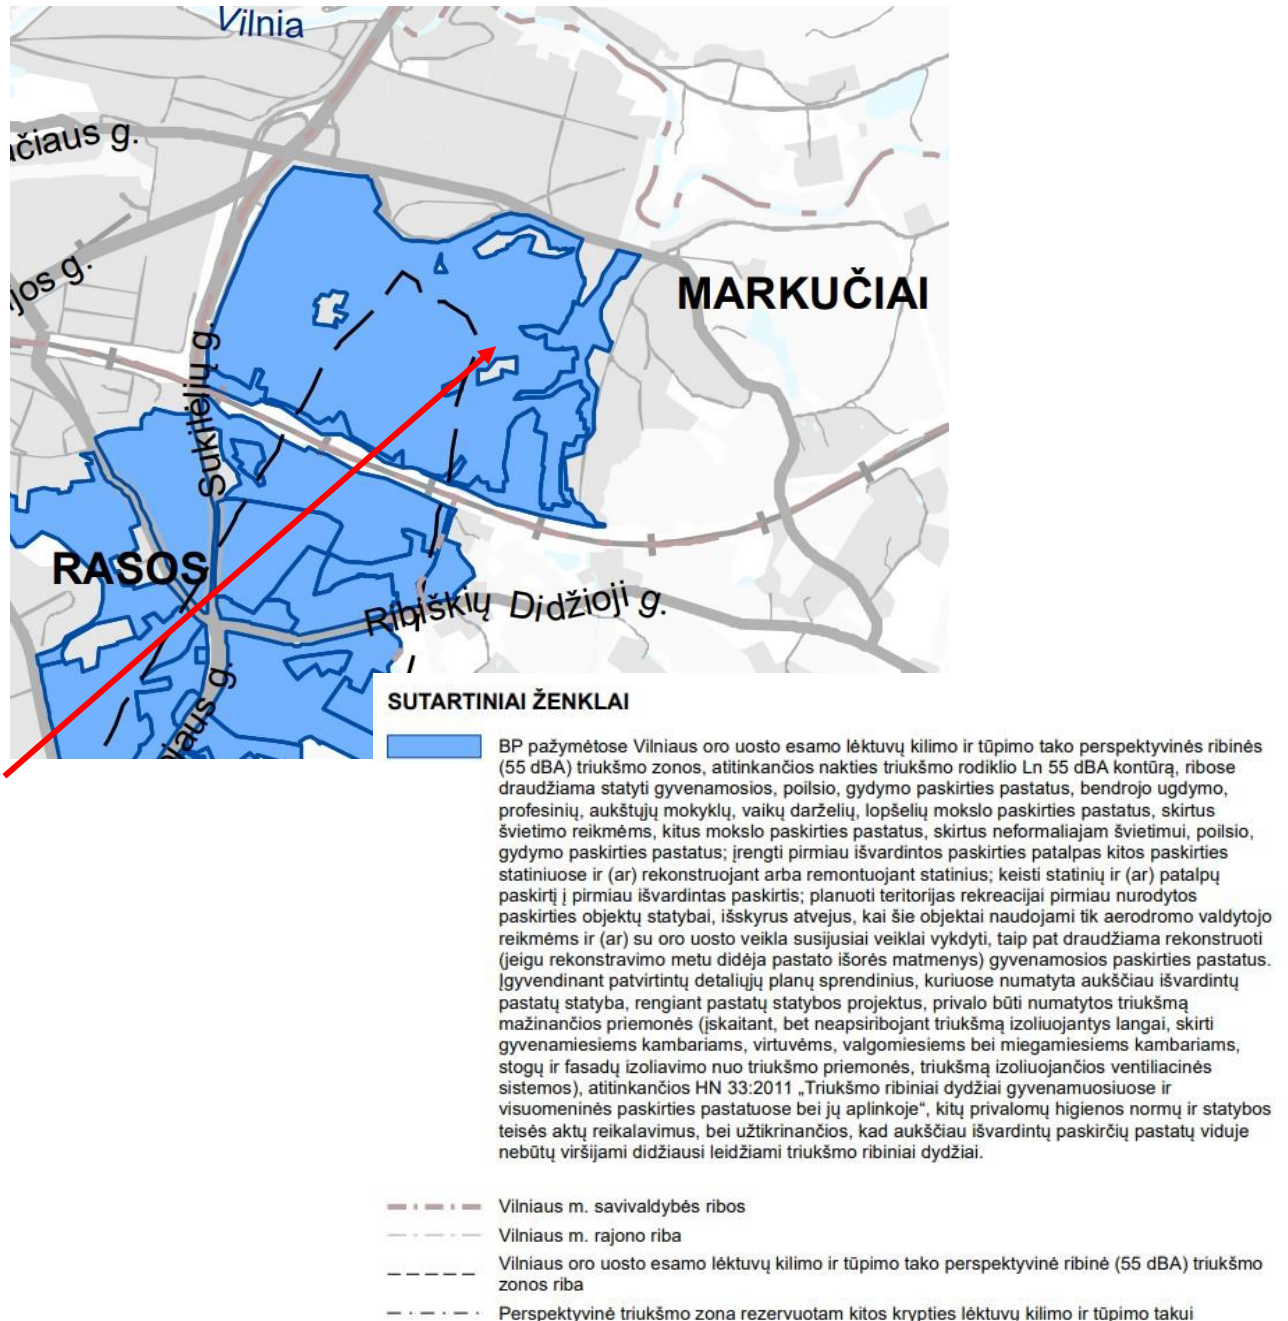 Vilnia
čiaus g.
jos g.
MARKUČIAI
Sukilėlių g.
RASOS
Ribiškių Didžioji g.
iaus g.
SUTARTINIAI ŽENKLAI
BP pažymėtose Vilniaus oro uosto esamo lėktuvų kilimo ir tūpimo tako perspektyvinės ribinės
(55 dBA) triukšmo zonos, atitinkančios nakties triukšmo rodiklio Ln 55 dBA kontūrą, ribose
draudžiama statyti gyvenamosios, poilsio, gydymo paskirties pastatus, bendrojo ugdymo,
profesinių, aukštųjų mokyklų, vaikų darželių, lopšelių mokslo paskirties pastatus, skirtus
švietimo reikmėms, kitus mokslo paskirties pastatus, skirtus neformaliajam švietimui, poilsio,
gydymo paskirties pastatus; įrengti pirmiau išvardintos paskirties patalpas kitos paskirties
statiniuose ir (ar) rekonstruojant arba remontuojant statinius; keisti statinių ir (ar) patalpų
paskirtį į pirmiau išvardintas paskirtis; planuoti teritorijas rekreacijai pirmiau nurodytos
paskirties objektų statybai, išskyrus atvejus, kai šie objektai naudojami tik aerodromo valdytojo
reikmėms ir (ar) su oro uosto veikla susijusiai veiklai vykdyti, taip pat draudžiama rekonstruoti
(jeigu rekonstravimo metu didėja pastato išorės matmenys) gyvenamosios paskirties pastatus.
Įgyvendinant patvirtintų detaliųjų planų sprendinius, kuriuose numatyta aukščiau išvardintų
pastatų statyba, rengiant pastatų statybos projektus, privalo būti numatytos triukšmą
mažinančios priemonės (įskaitant, bet neapsiribojant triukšmą izoliuojantys langai, skirti
gyvenamiesiems kambariams, virtuvėms, valgomiesiems bei miegamiesiems kambariams,
stogų ir fasadų izoliavimo nuo triukšmo priemonės, triukšmą izoliuojančios ventiliacinės
sistemos), atitinkančios HN 33:2011 „Triukšmo ribiniai dydžiai gyvenamuosiuose ir
visuomeninės paskirties pastatuose bei jų aplinkoje“, kitų privalomų higienos normų ir statybos
teisės aktų reikalavimus, bei užtikrinančios, kad aukščiau išvardintų paskirčių pastatų viduje
nebūtų viršijami didžiausi leidžiami triukšmo ribiniai dydžiai.
Vilniaus m. savivaldybės ribos
Vilniaus m. rajono riba
Vilniaus oro uosto esamo lėktuvų kilimo ir tūpimo tako perspektyvinė ribinė (55 dBA) triukšmo
zonos riba
Perspektyvinė triukšmo zona rezervuotam kitos krypties lėktuvų kilimo ir tūpimo takui